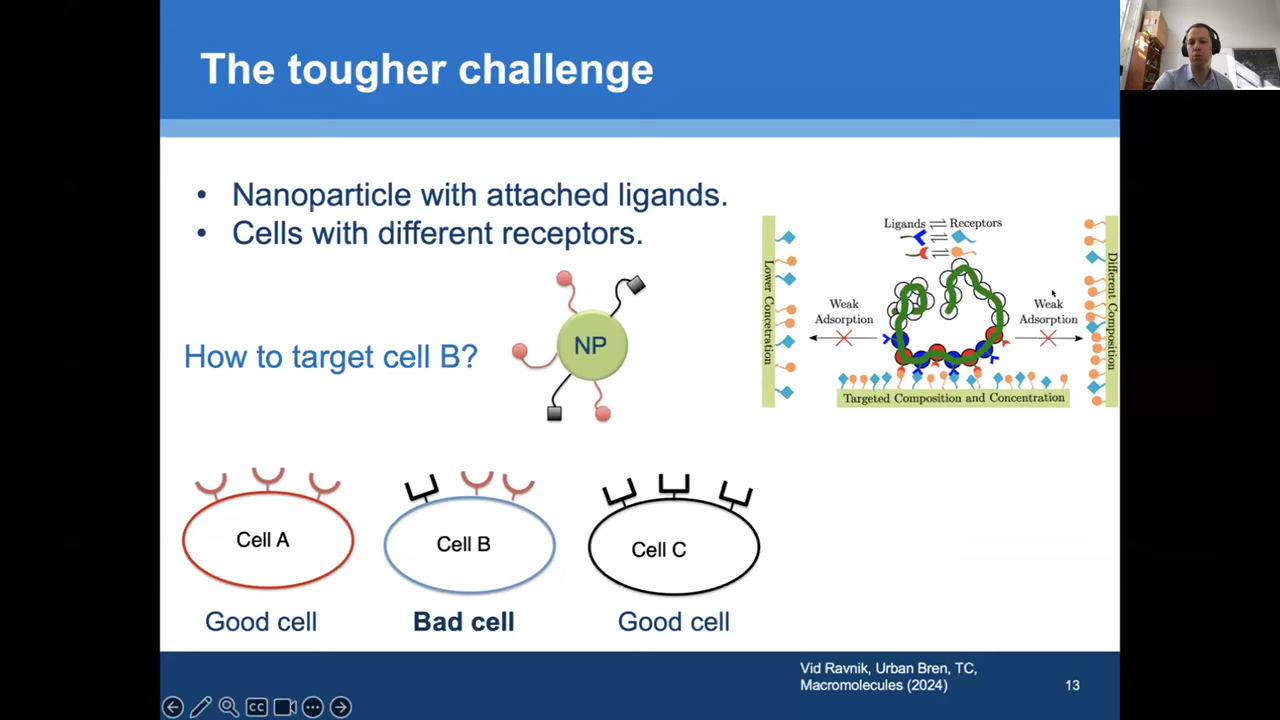 The tougher challenge
• Nanoparticle with attached ligands.
• Cells with different receptors.
How to target cell B?
NP
Ligands ⇌ Receptors
Lower Concetration
Weak
Adsorption
Weak
Adsorption
Different Composition
Targeted Composition and Concentration
Cell A
Cell B
Cell C
Good cell
Bad cell
Good cell
Vid Ravnik, Urban Bren, TC,
Macromolecules (2024)
13
CC